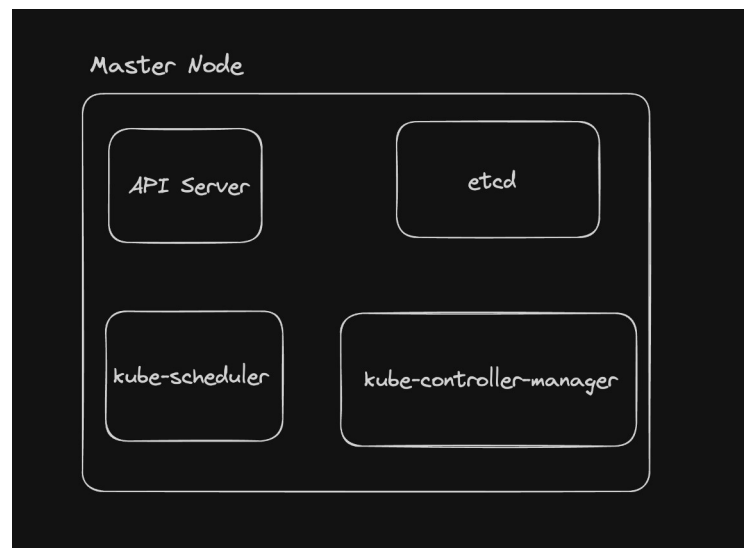 Master Node
API Server
etcd
kube-scheduler
kube-controller-manager